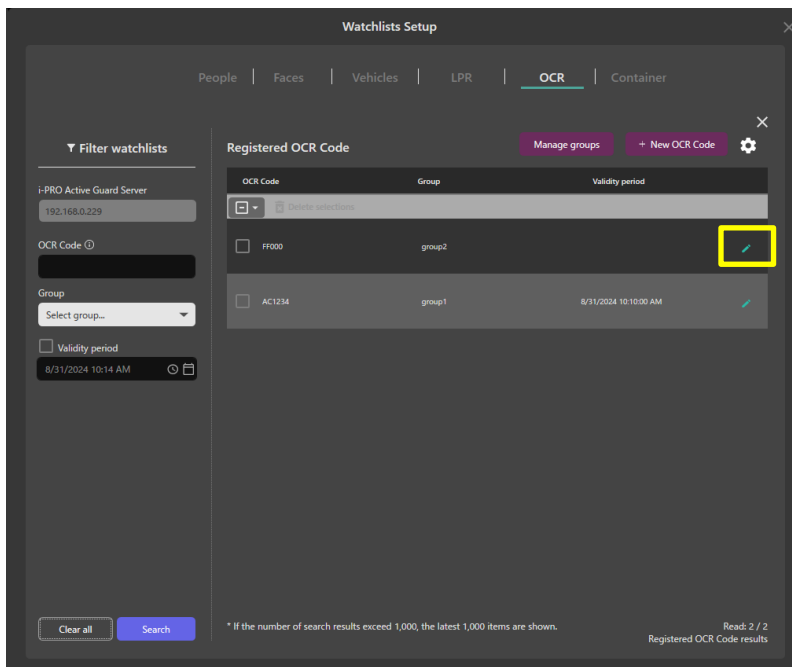 Watchlists Setup
People Faces Vehicles LPR OCR Container
Filter watchlists
i-PRO Active Guard Server
192.168.0.229
OCR Code
Group
Select group...
Validity period
8/31/2024 10:14 AM
Clear all Search
Registered OCR Code Manage groups + New OCR Code
OCR Code Group Validity period
Delete selections
FF000 group2
AC1234 group1 8/31/2024 10:10:00 AM
* If the number of search results exceed 1,000, the latest 1,000 items are shown. Read: 2 / 2
Registered OCR Code results